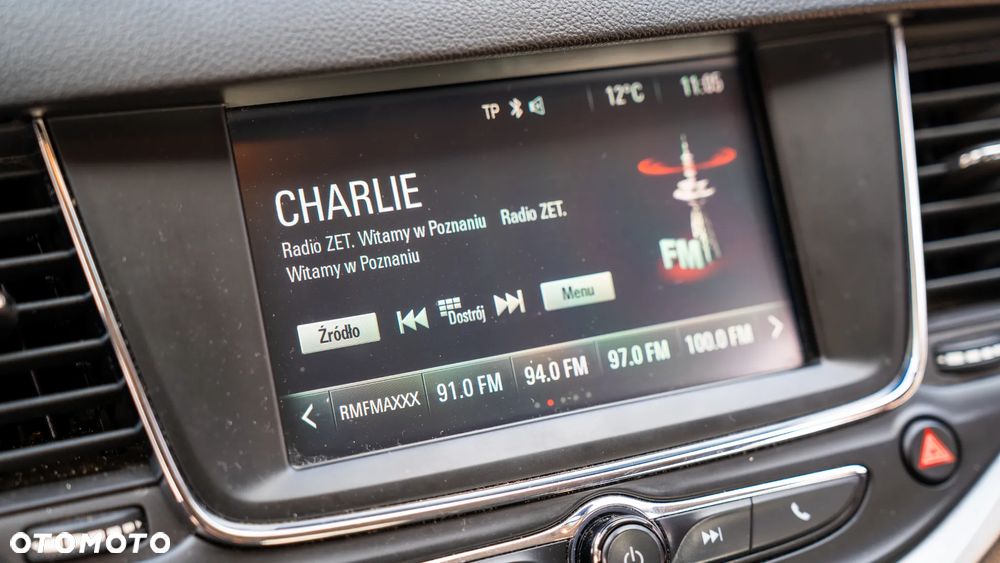 TP 12°C 11:05
CHARLIE
Radio ZET. Witamy w Poznaniu Radio ZET.
Witamy w Poznaniu
FM
Źródło Dostrój Menu
RMFMAXXX 91.0 FM 94.0 FM 97.0 FM 100.0 FM
OTOMOTO